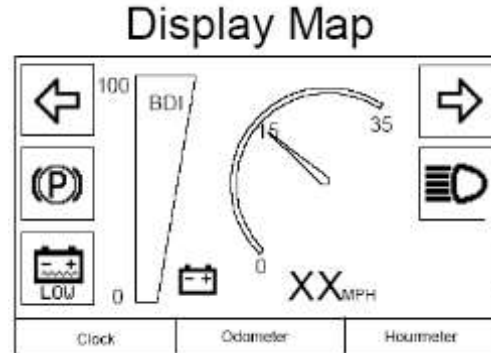 Display Map
100
BDI
15
35
(P)
- +
LOW
0
- +
0
XX MPH
Clock
Odometer
Hourmeter